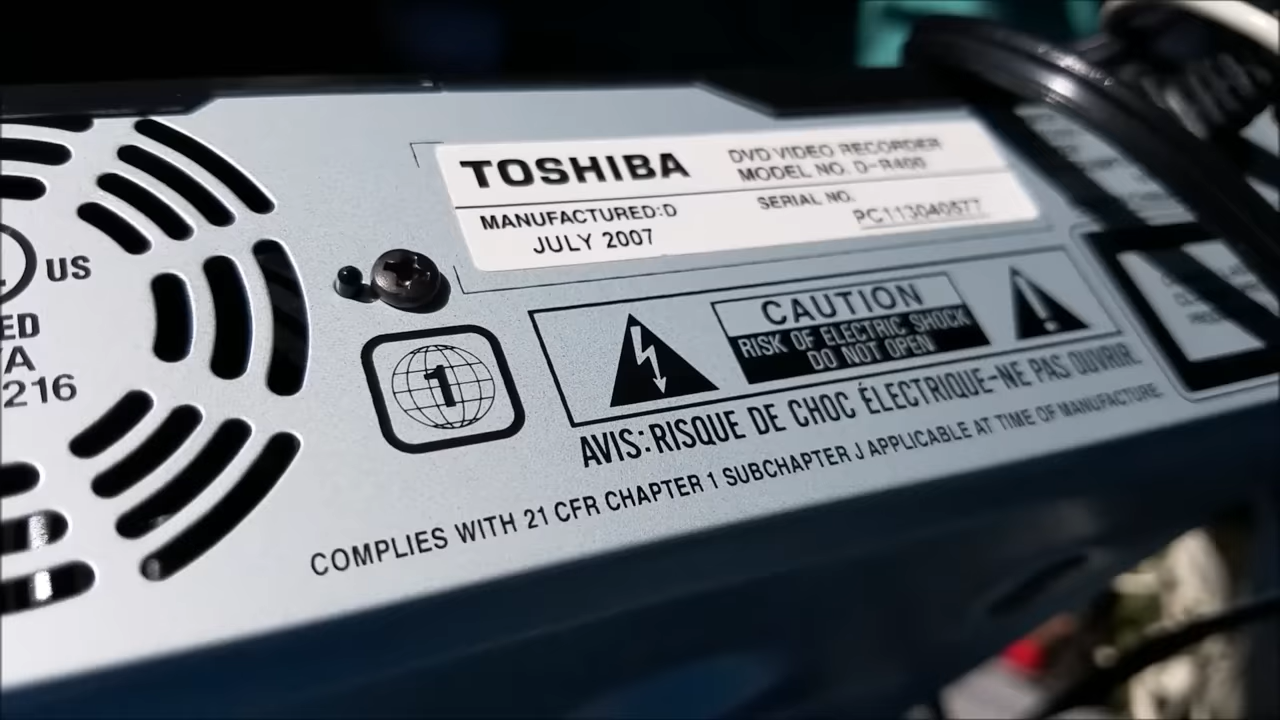 TOSHIBA
DVD VIDEO RECORDER
MODEL NO. D-R400
MANUFACTURED:D
JULY 2007
SERIAL NO.
PC113040577
US
ED
A
216
1
CAUTION
RISK OF ELECTRIC SHOCK
DO NOT OPEN
!
AVIS: RISQUE DE CHOC ÉLECTRIQUE-NE PAS OUVRIR.
COMPLIES WITH 21 CFR CHAPTER 1 SUBCHAPTER J APPLICABLE AT TIME OF MANUFACTURE.